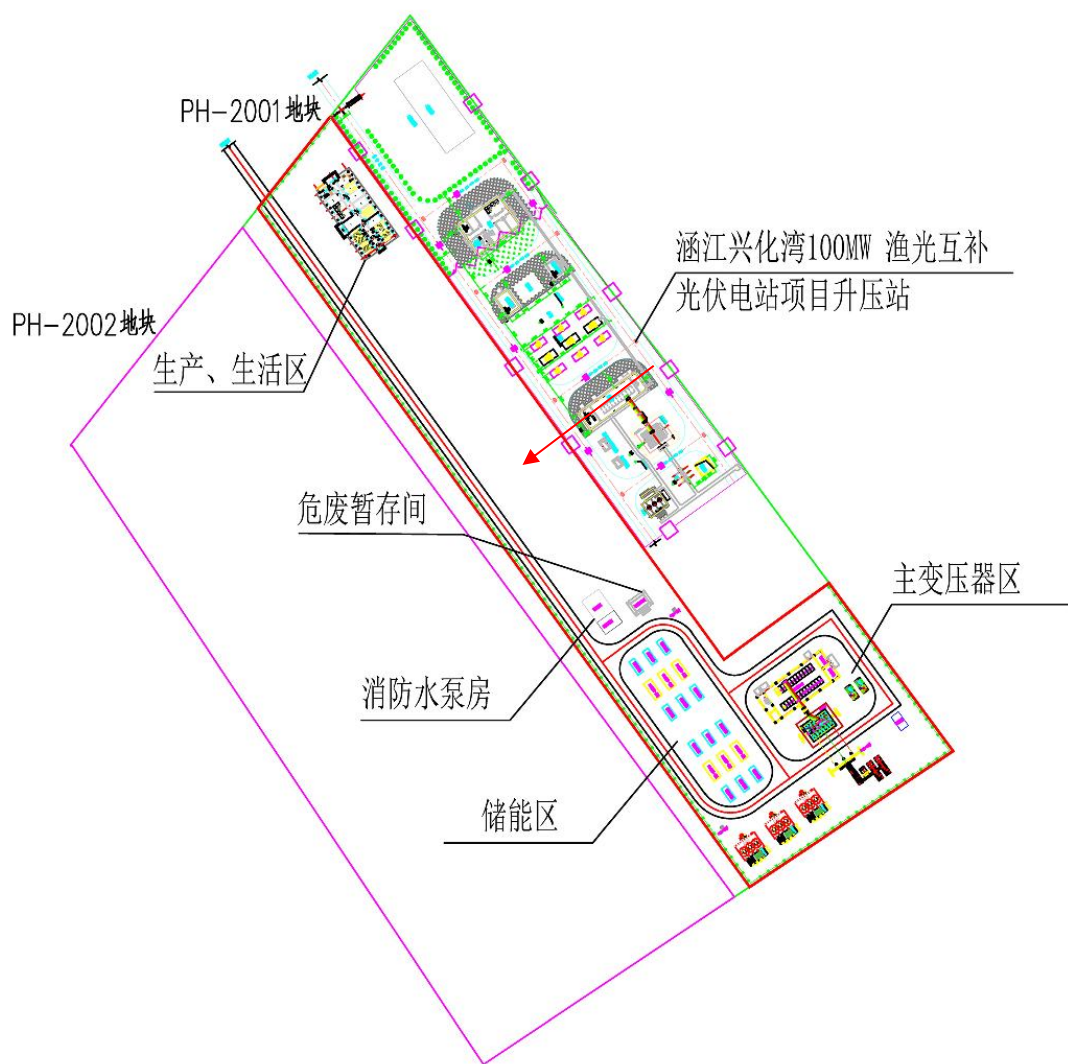 PH-2001地块
涵江兴化湾100MW 渔光互补
光伏电站项目升压站
PH-2002地块
生产、生活区
危废暂存间
主变压器区
消防水泵房
储能区